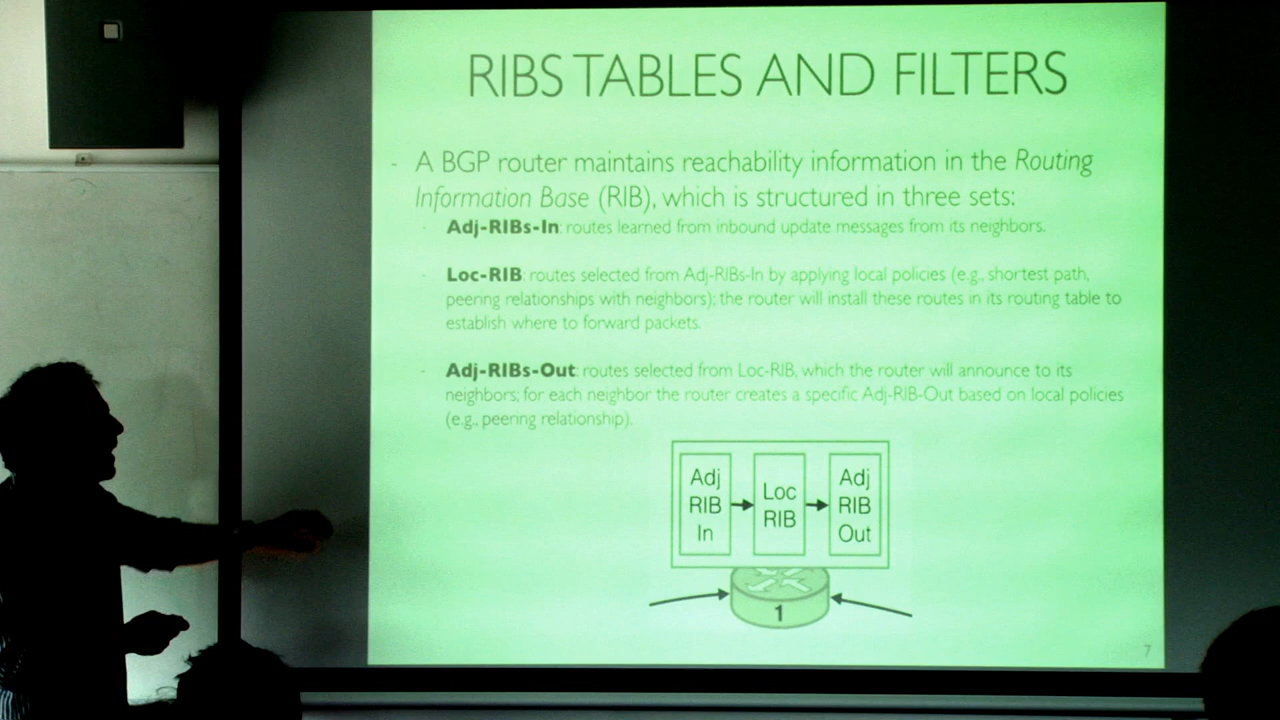 RIBS TABLES AND FILTERS
- A BGP router maintains reachability information in the Routing
Information Base (RIB), which is structured in three sets:
- Adj-RIBs-In: routes learned from inbound update messages from its neighbors.
- Loc-RIB: routes selected from Adj-RIBs-In by applying local policies (e.g., shortest path,
peering relationships with neighbors); the router will install these routes in its routing table to
establish where to forward packets.
- Adj-RIBs-Out: routes selected from Loc-RIB, which the router will announce to its
neighbors; for each neighbor the router creates a specific Adj-RIB-Out based on local policies
(e.g., peering relationship).
Adj
RIB
In
Loc
RIB
Adj
RIB
Out
1
7